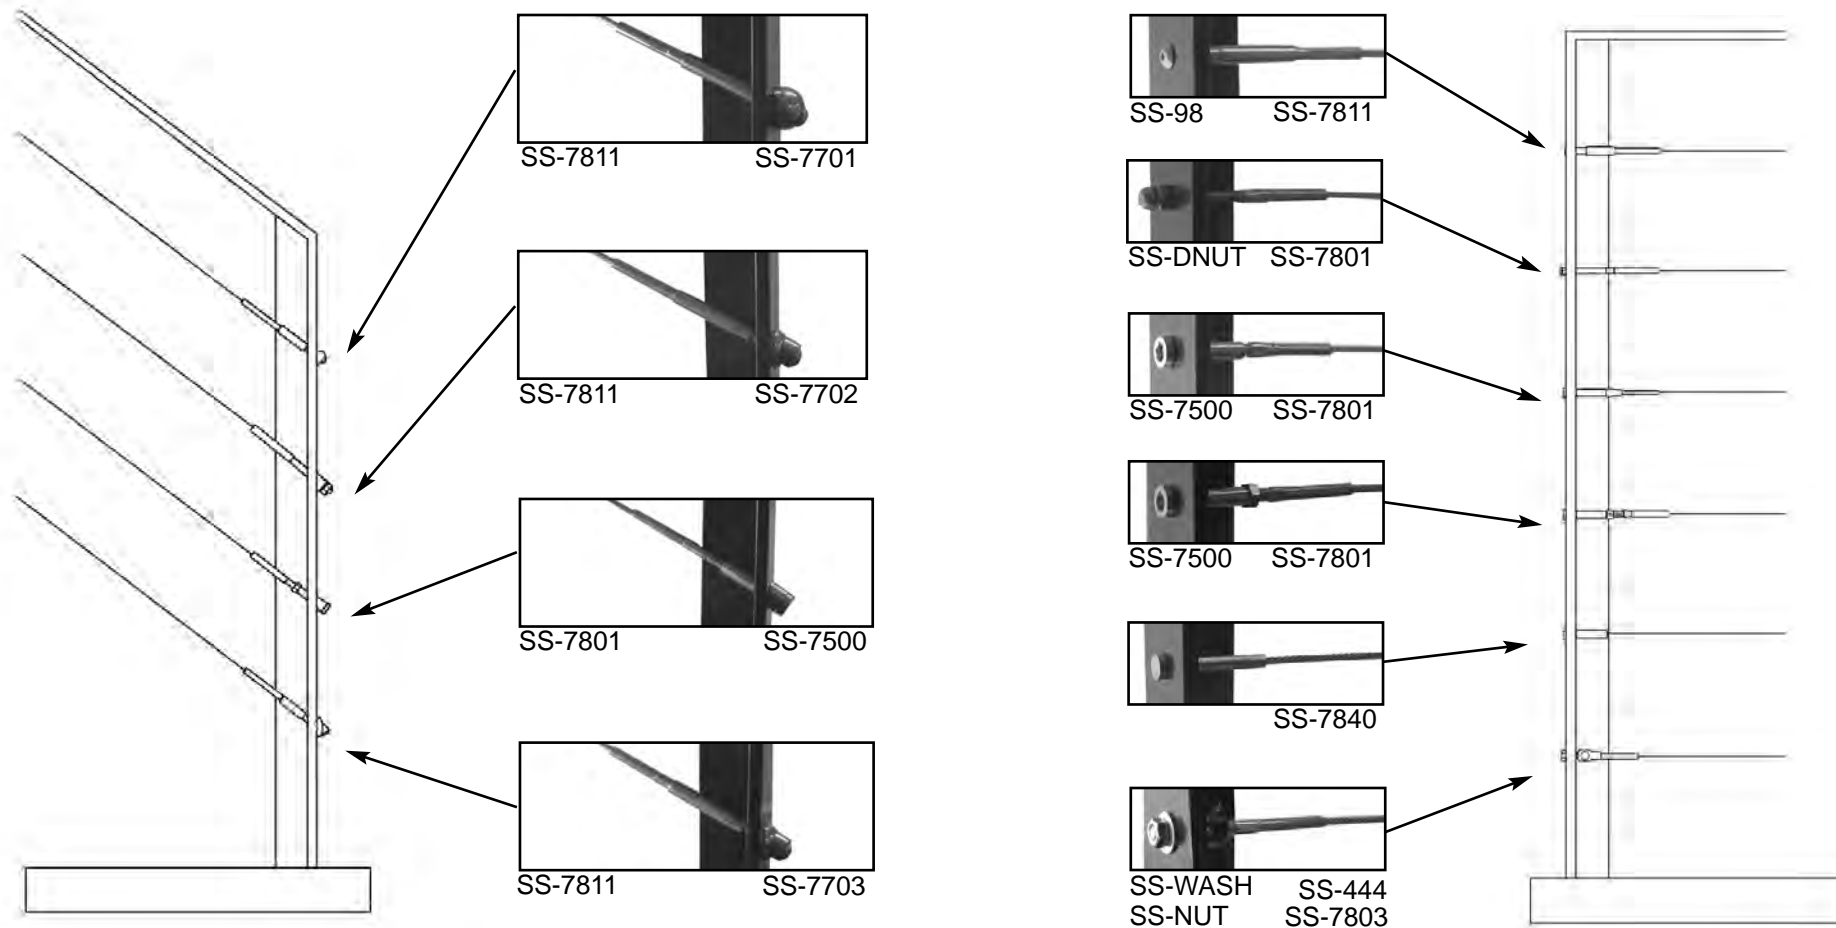 SS-7811 SS-7701
SS-7811 SS-7702
SS-7801 SS-7500
SS-7811 SS-7703
SS-98 SS-7811
SS-DNUT SS-7801
SS-7500 SS-7801
SS-7500 SS-7801
SS-7840
SS-WASH SS-444
SS-NUT SS-7803